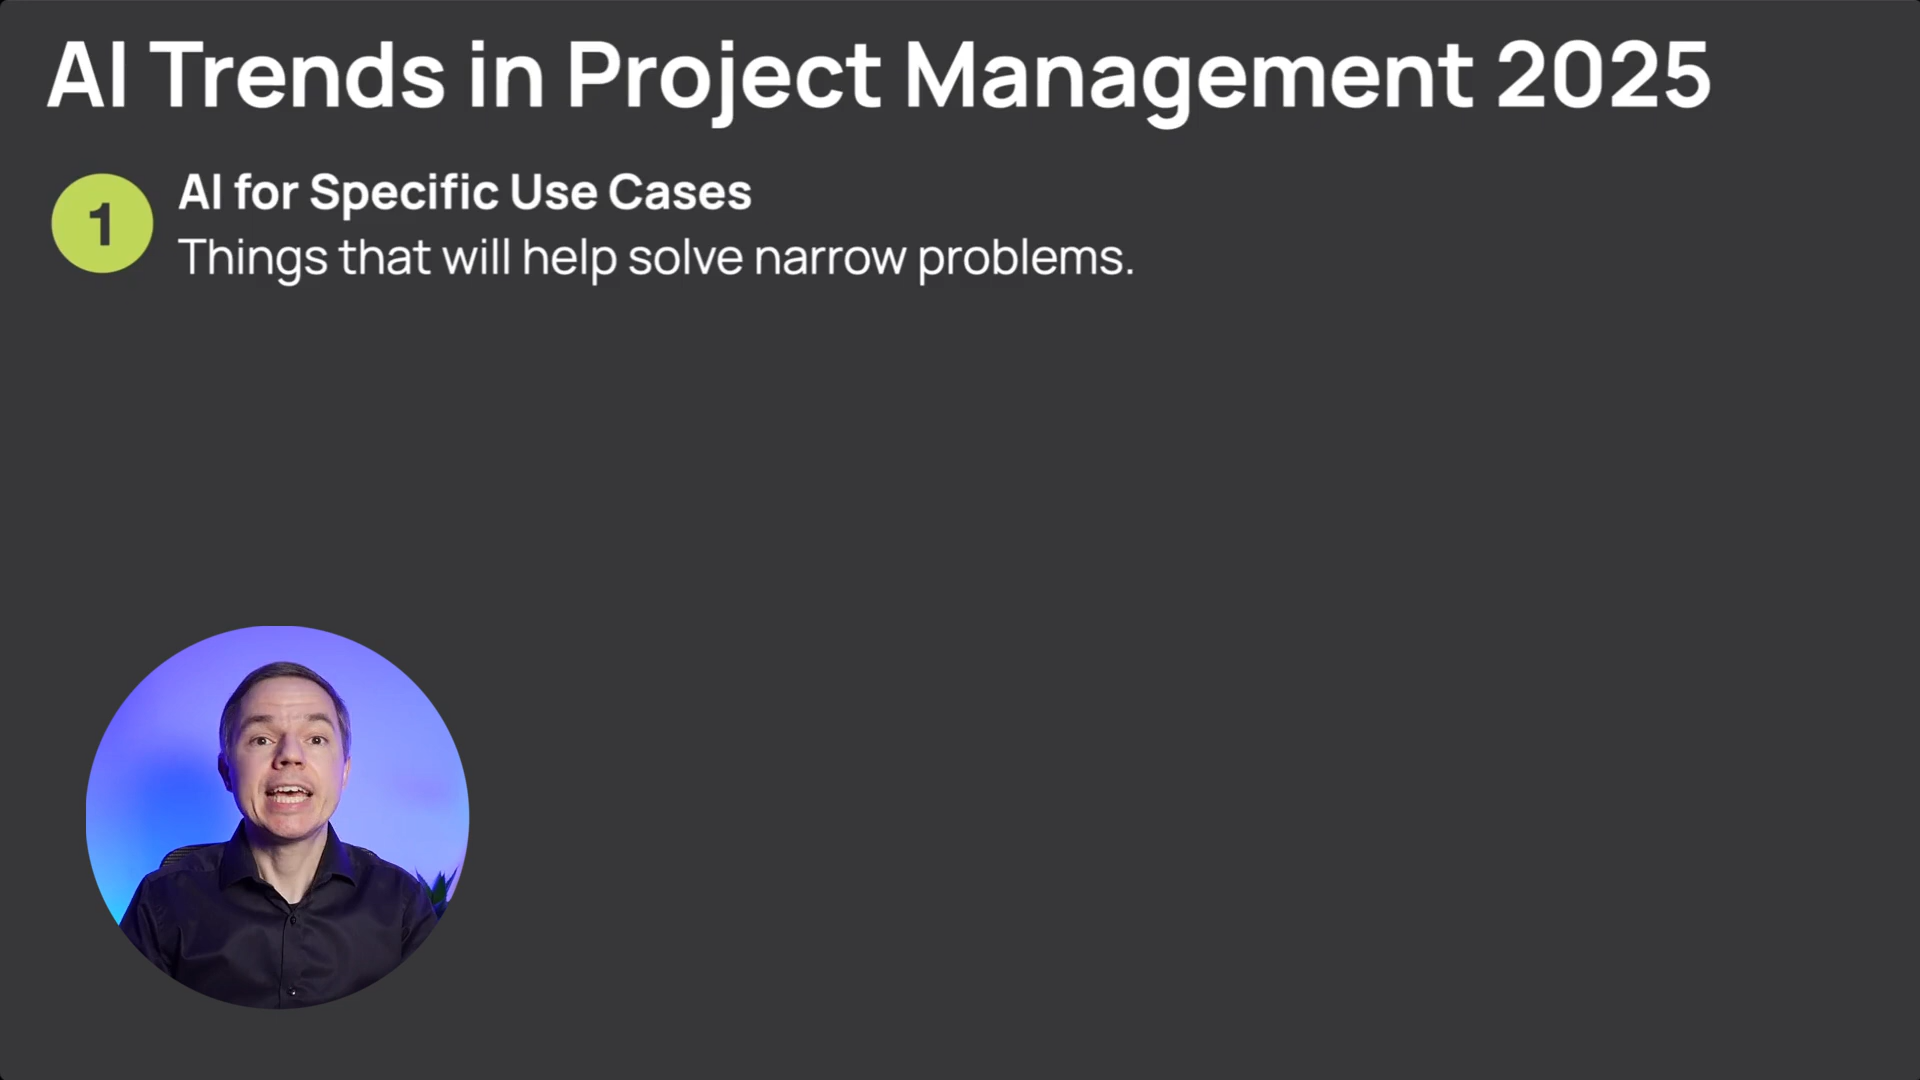 AI Trends in Project Management 2025
1
AI for Specific Use Cases
Things that will help solve narrow problems.